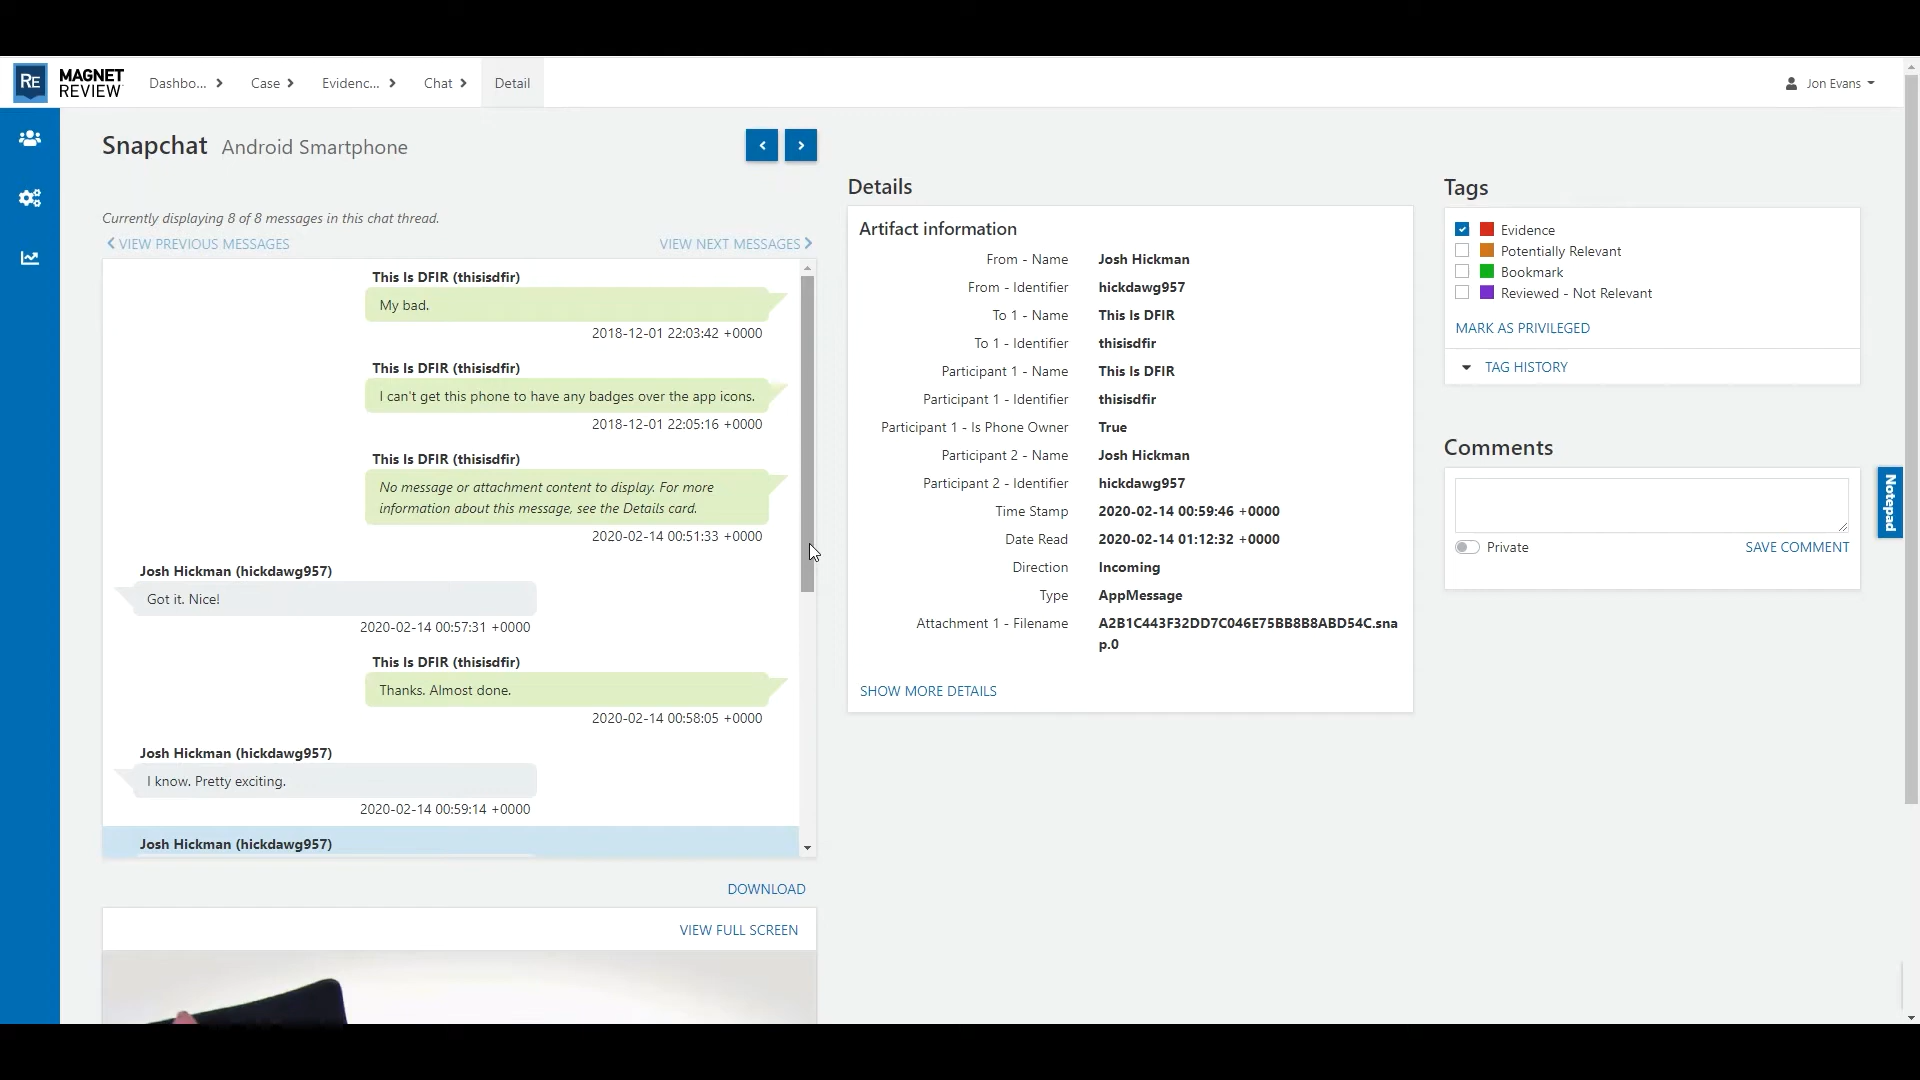 RE MAGNET REVIEW
Dashbo... Case Evidenc... Chat Detail
Jon Evans
Snapchat Android Smartphone
Currently displaying 8 of 8 messages in this chat thread.
VIEW PREVIOUS MESSAGES VIEW NEXT MESSAGES
This Is DFIR (thisisdfir)
My bad.
2018-12-01 22:03:42 +0000
This Is DFIR (thisisdfir)
I can't get this phone to have any badges over the app icons.
2018-12-01 22:05:16 +0000
This Is DFIR (thisisdfir)
No message or attachment content to display. For more
information about this message, see the Details card.
2020-02-14 00:51:33 +0000
Josh Hickman (hickdawg957)
Got it. Nice!
2020-02-14 00:57:31 +0000
This Is DFIR (thisisdfir)
Thanks. Almost done.
2020-02-14 00:58:05 +0000
Josh Hickman (hickdawg957)
I know. Pretty exciting.
2020-02-14 00:59:14 +0000
Josh Hickman (hickdawg957)
DOWNLOAD
VIEW FULL SCREEN
Details
Artifact information
From - Name Josh Hickman
From - Identifier hickdawg957
To 1 - Name This Is DFIR
To 1 - Identifier thisisdfir
Participant 1 - Name This Is DFIR
Participant 1 - Identifier thisisdfir
Participant 1 - Is Phone Owner True
Participant 2 - Name Josh Hickman
Participant 2 - Identifier hickdawg957
Time Stamp 2020-02-14 00:59:46 +0000
Date Read 2020-02-14 01:12:32 +0000
Direction Incoming
Type AppMessage
Attachment 1 - Filename A2B1C443F32DD7C046E75BB8B8ABD54C.sna
p.0
SHOW MORE DETAILS
Tags
Evidence
Potentially Relevant
Bookmark
Reviewed - Not Relevant
MARK AS PRIVILEGED
TAG HISTORY
Comments
Private SAVE COMMENT
Notepad